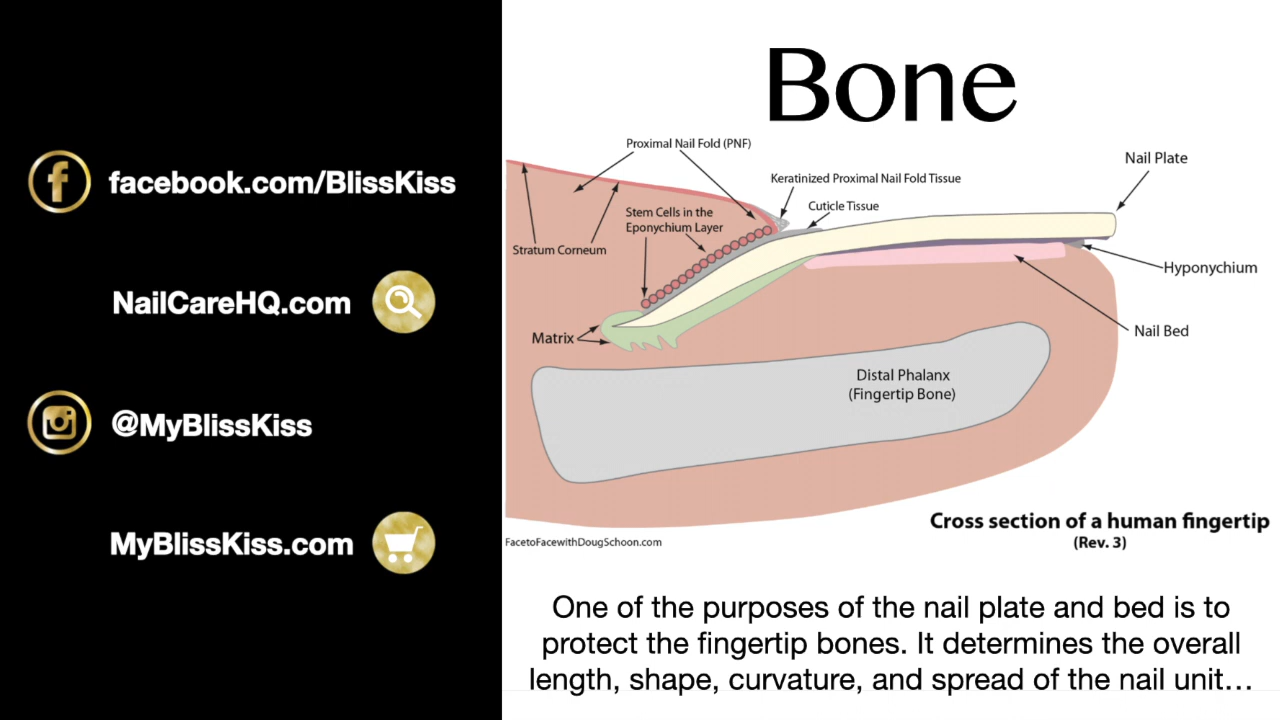 facebook.com/BlissKiss
NailCareHQ.com
@MyBlissKiss
MyBlissKiss.com
Bone
Proximal Nail Fold (PNF)
Nail Plate
Keratinized Proximal Nail Fold Tissue
Cuticle Tissue
Stem Cells in the
Eponychium Layer
Stratum Corneum
Hyponychium
Nail Bed
Matrix
Distal Phalanx
(Fingertip Bone)
Cross section of a human fingertip
(Rev. 3)
FacetoFacewithDougSchoon.com
One of the purposes of the nail plate and bed is to
protect the fingertip bones. It determines the overall
length, shape, curvature, and spread of the nail unit...